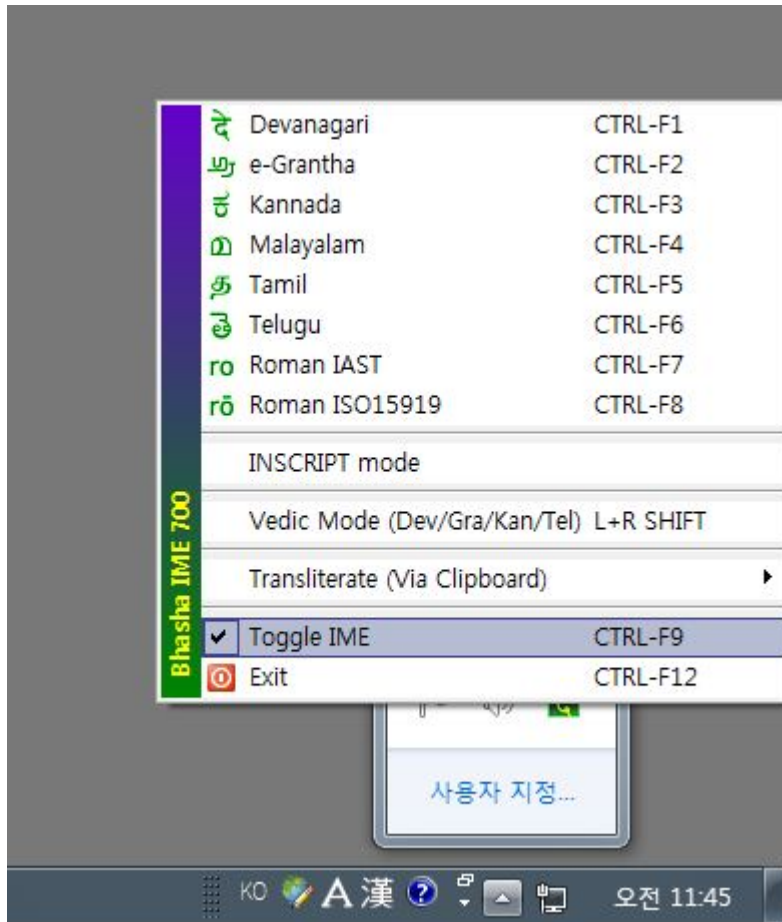 दे Devanagari CTRL-F1
அ e-Grantha CTRL-F2
ಕ Kannada CTRL-F3
മ Malayalam CTRL-F4
த Tamil CTRL-F5
తె Telugu CTRL-F6
ro Roman IAST CTRL-F7
rō Roman ISO15919 CTRL-F8
INSCRIPT mode
Vedic Mode (Dev/Gra/Kan/Tel) L+R SHIFT
Transliterate (Via Clipboard)
Toggle IME CTRL-F9
Exit CTRL-F12
Bhasha IME 700
사용자 지정...
KO A 漢 ? 오전 11:45